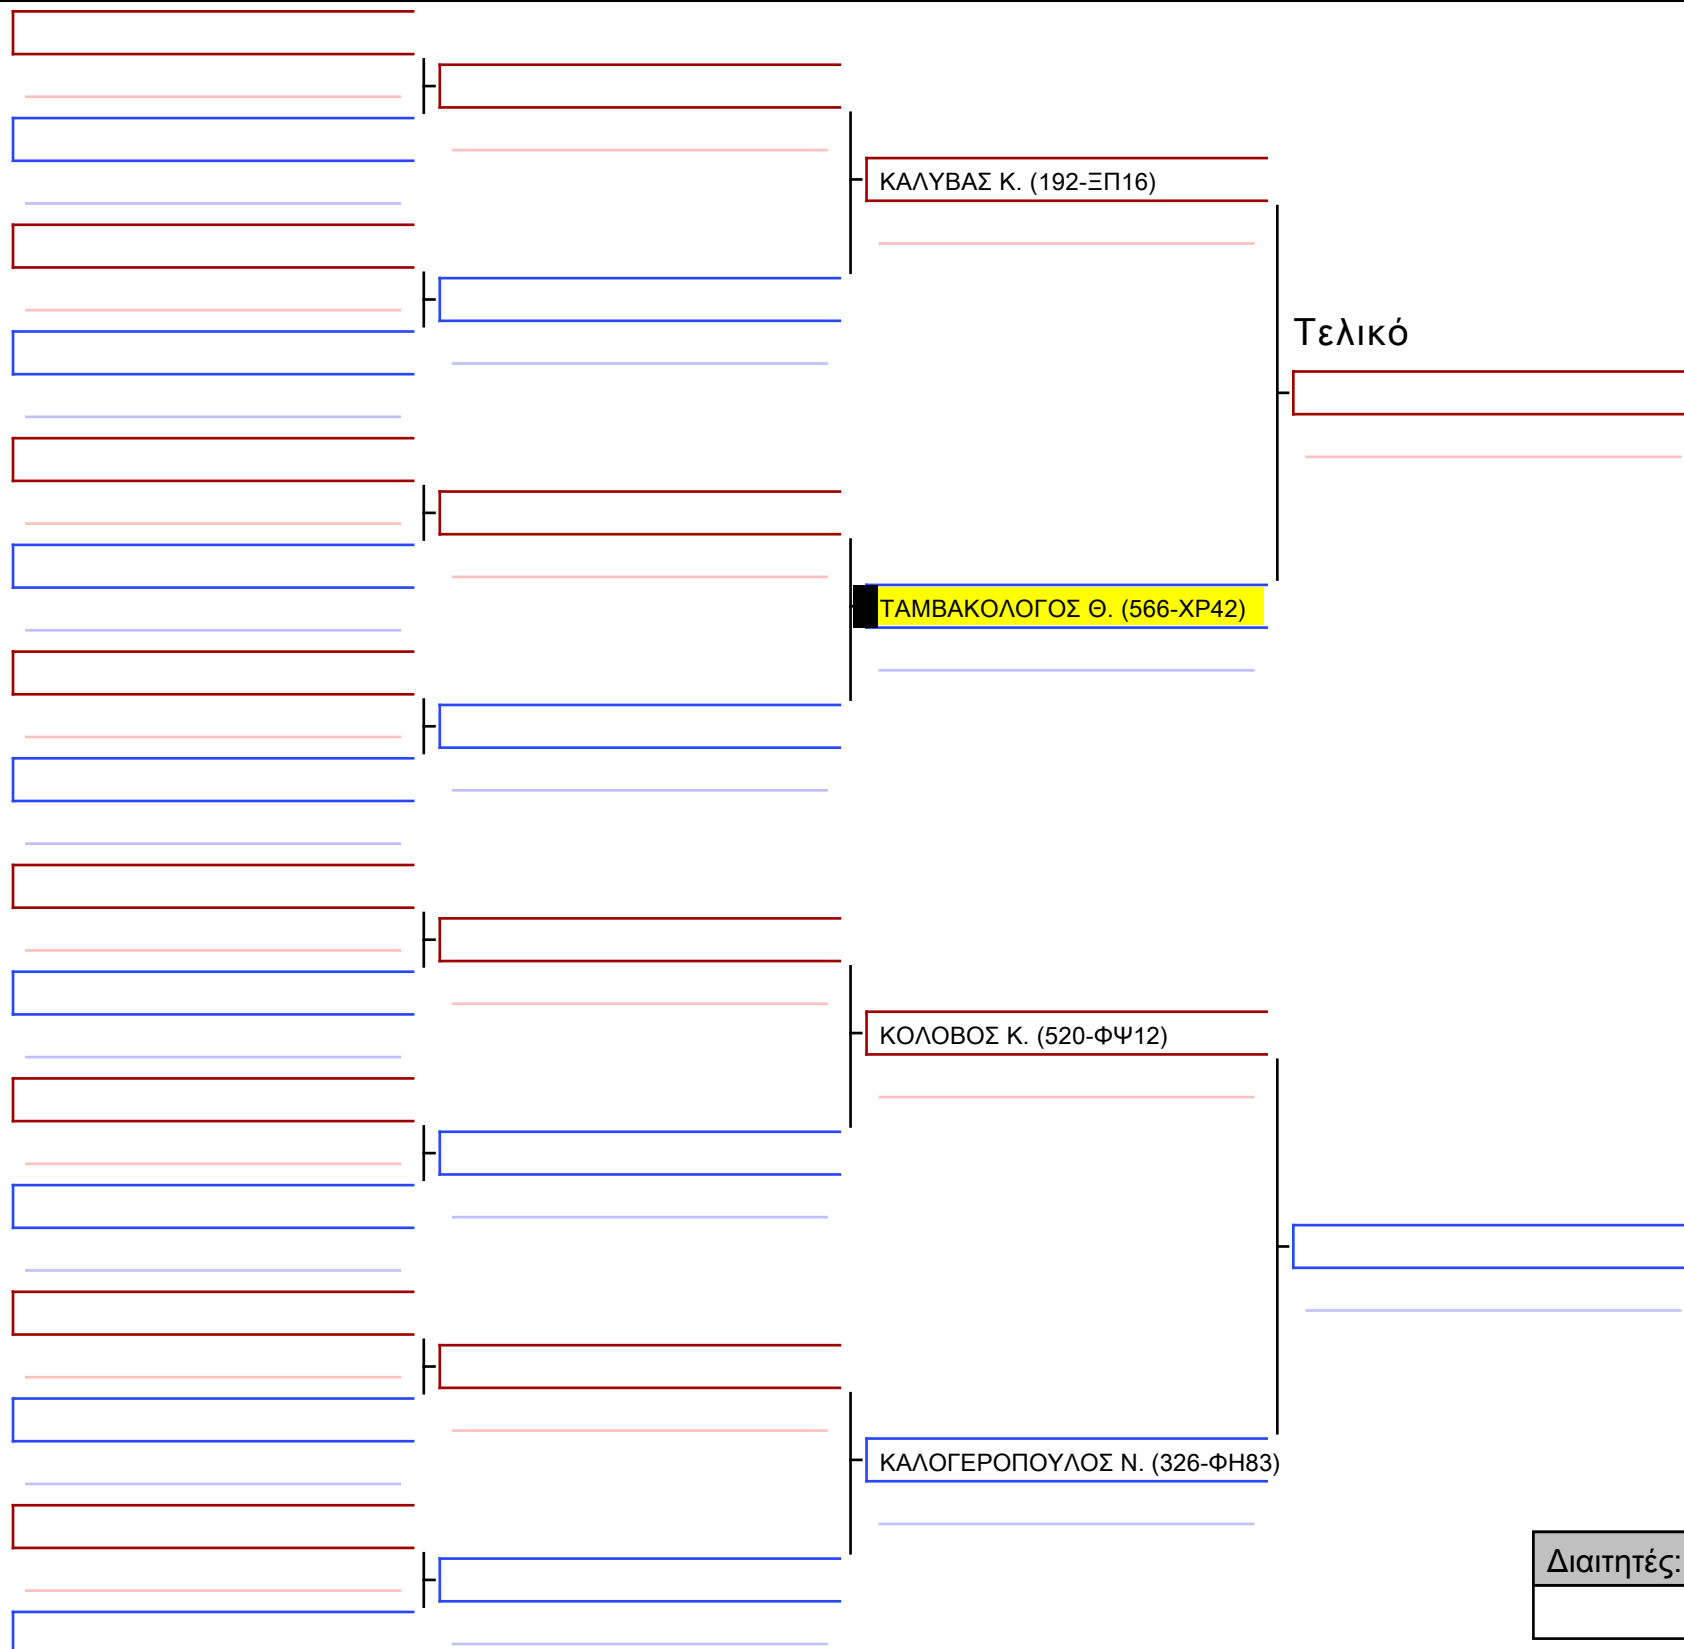 ΚΑΛΥΒΑΣ Κ. (192-ΞΠ16)
Τελικό
ΤΑΜΒΑΚΟΛΟΓΟΣ Θ. (566-ΧΡ42)
ΚΟΛΟΒΟΣ Κ. (520-ΦΨ12)
ΚΑΛΟΓΕΡΟΠΟΥΛΟΣ Ν. (326-ΦΗ83)
Διαιτητές: